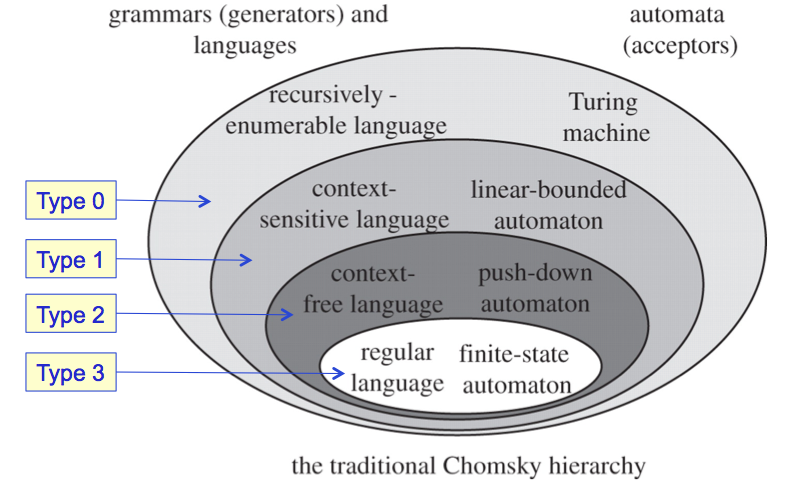 grammars (generators) and
languages
automata
(acceptors)
recursively -
enumerable language
Turing
machine
Type 0
context-
sensitive language
linear-bounded
automaton
Type 1
context-
free language
push-down
automaton
Type 2
regular
language
finite-state
automaton
Type 3
the traditional Chomsky hierarchy